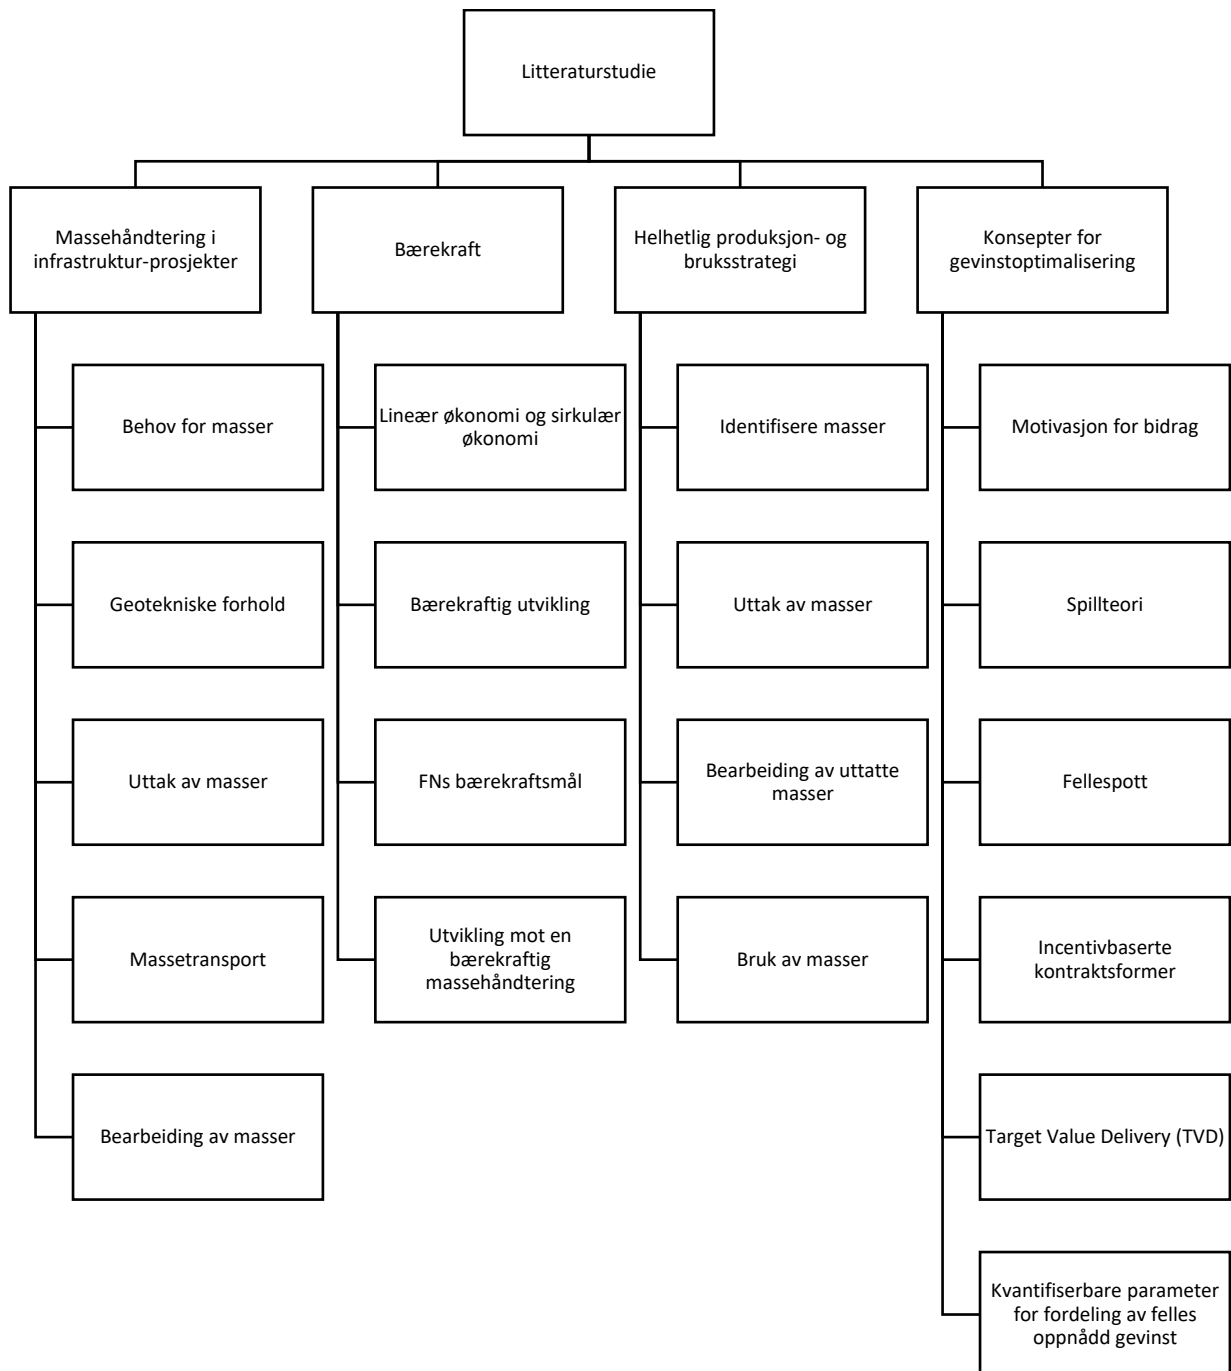 Litteraturstudie
Massehåndtering i
infrastruktur-prosjekter
Behov for masser
Geotekniske forhold
Uttak av masser
Massetransport
Bearbeiding av masser
Bærekraft
Lineær økonomi og sirkulær
økonomi
Bærekraftig utvikling
FNs bærekraftsmål
Utvikling mot en
bærekraftig
massehåndtering
Helhetlig produksjon- og
bruksstrategi
Identifisere masser
Uttak av masser
Bearbeiding av uttatte
masser
Bruk av masser
Konsepter for
gevinstoptimalisering
Motivasjon for bidrag
Spillteori
Fellespott
Incentivbaserte
kontraktsformer
Target Value Delivery (TVD)
Kvantifiserbare parameter
for fordeling av felles
oppnådd gevinst